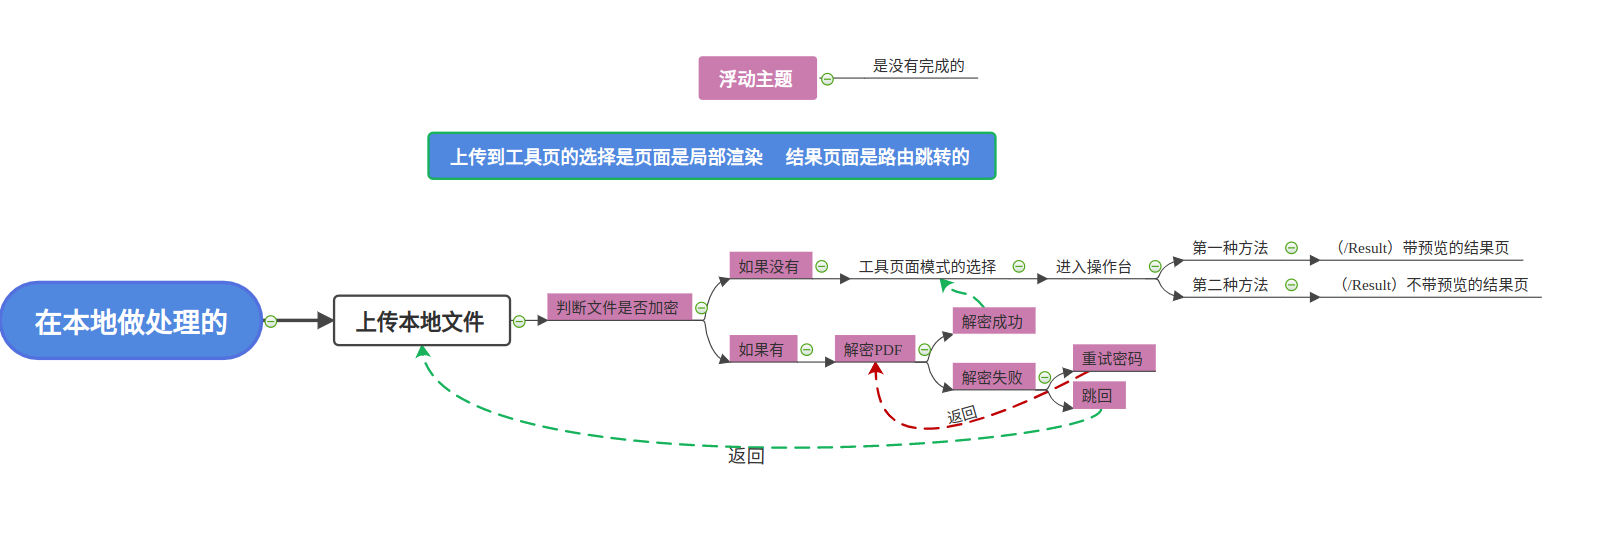 浮动主题
是没有完成的
上传到工具页的选择是页面是局部渲染 结果页面是路由跳转的
在本地做处理的
上传本地文件
判断文件是否加密
如果没有
工具页面模式的选择
进入操作台
第一种方法
（/Result）带预览的结果页
第二种方法
（/Result）不带预览的结果页
如果有
解密PDF
解密成功
解密失败
重试密码
跳回
返回
返回